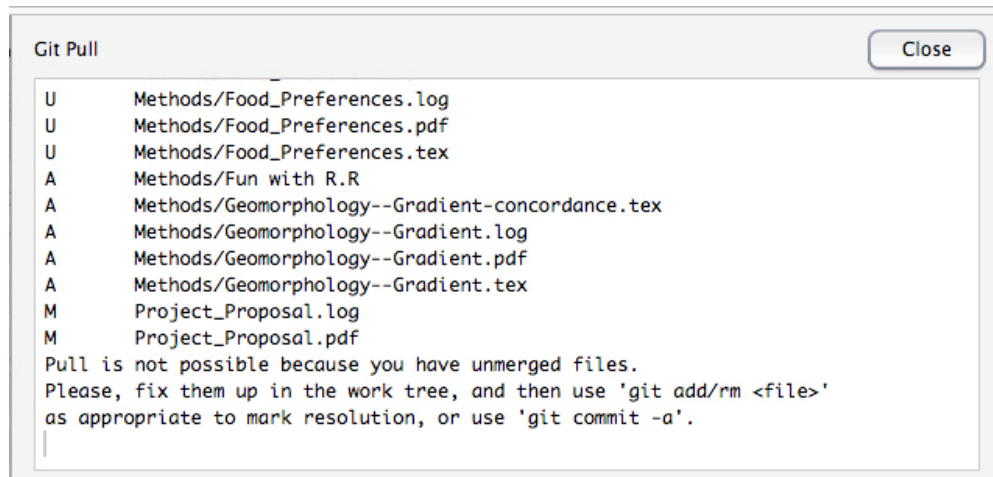 Git Pull
Close
U Methods/Food_Preferences.log
U Methods/Food_Preferences.pdf
U Methods/Food_Preferences.tex
A Methods/Fun with R.R
A Methods/Geomorphology--Gradient-concordance.tex
A Methods/Geomorphology--Gradient.log
A Methods/Geomorphology--Gradient.pdf
A Methods/Geomorphology--Gradient.tex
M Project_Proposal.log
M Project_Proposal.pdf
Pull is not possible because you have unmerged files.
Please, fix them up in the work tree, and then use 'git add/rm <file>'
as appropriate to mark resolution, or use 'git commit -a'.